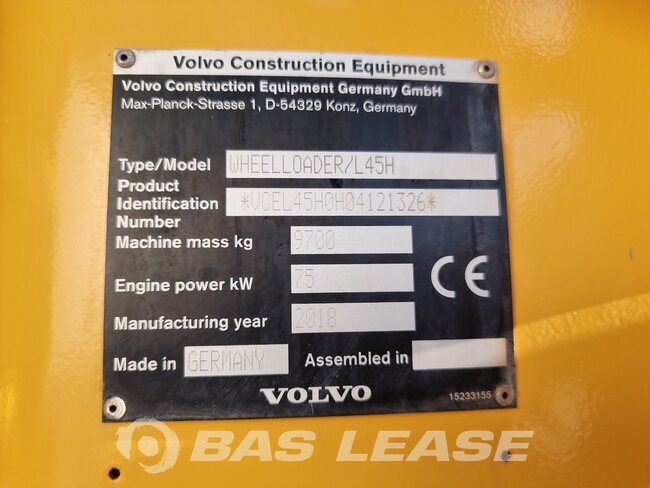 Volvo Construction Equipment
Volvo Construction Equipment Germany GmbH
Max-Planck-Strasse 1, D-54329 Konz, Germany
Type/Model WHEELLOADER/L45H
Product
Identification *VCEL45H0H04121326*
Number
Machine mass kg 9700
Engine power kW 75
CE
Manufacturing year 2018
Made in GERMANY Assembled in
VOLVO 15233155
BAS LEASE